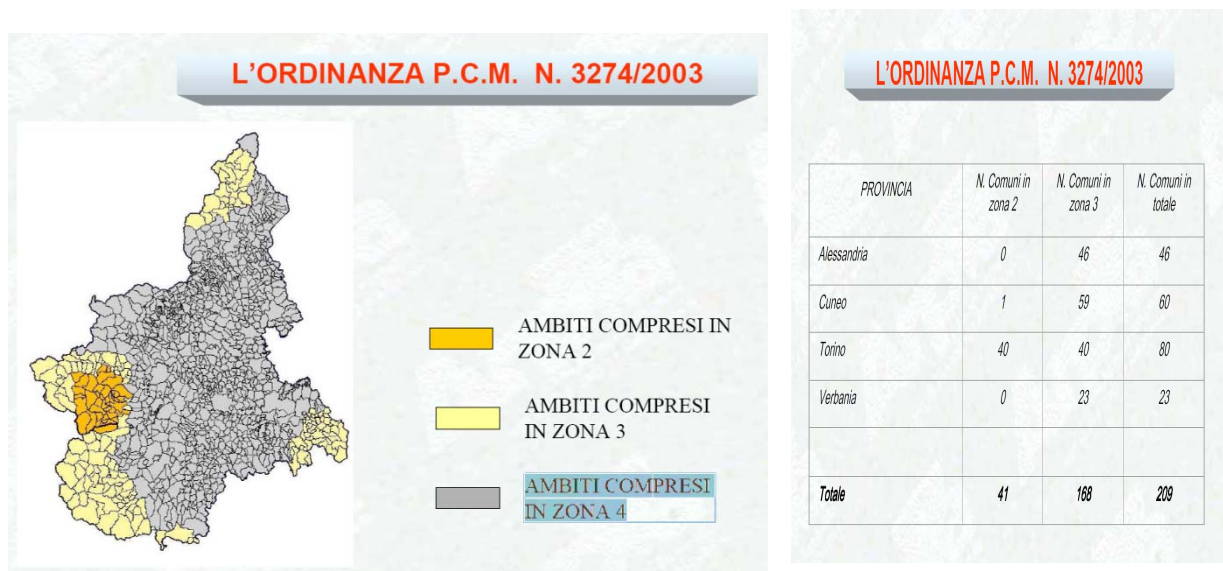 L'ORDINANZA P.C.M. N. 3274/2003
AMBITI COMPRESI IN
ZONA 2
AMBITI COMPRESI
IN ZONA 3
AMBITI COMPRESI
IN ZONA 4
L'ORDINANZA P.C.M. N. 3274/2003
PROVINCIA N. Comuni in zona 2 N. Comuni in zona 3 N. Comuni in totale
Alessandria 0 46 46
Cuneo 1 59 60
Torino 40 40 80
Verbania 0 23 23
Totale 41 168 209